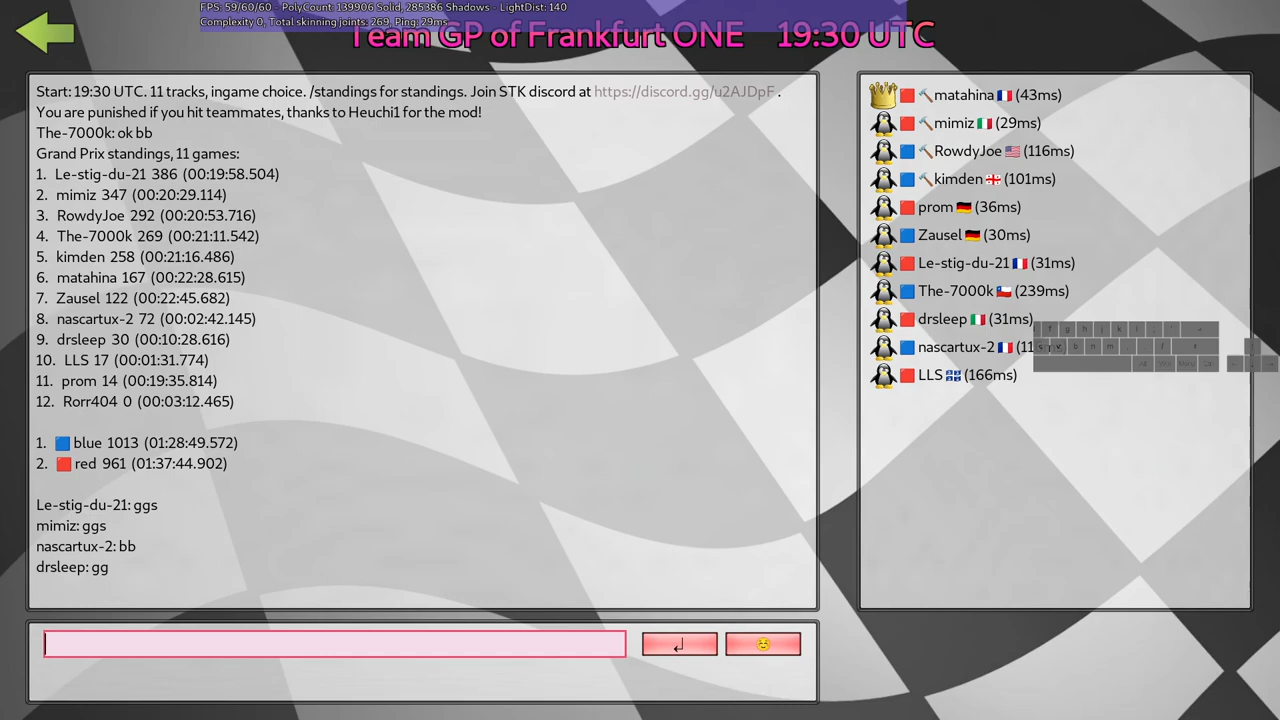 FPS: 59/60/60 - PolyCount: 139906 Solid, 285386 Shadows - LightDist: 140
Complexity 0, Total skinning joints: 269, Ping: 29ms
Team GP of Frankfurt ONE 19:30 UTC
Start: 19:30 UTC. 11 tracks, ingame choice. /standings for standings. Join STK discord at https://discord.gg/u2AJDpF .
You are punished if you hit teammates, thanks to Heuchi1 for the mod!
The-7000k: ok bb
Grand Prix standings, 11 games:
1. Le-stig-du-21 386 (00:19:58.504)
2. mimiz 347 (00:20:29.114)
3. RowdyJoe 292 (00:20:53.716)
4. The-7000k 269 (00:21:11.542)
5. kimden 258 (00:21:16.486)
6. matahina 167 (00:22:28.615)
7. Zausel 122 (00:22:45.682)
8. nascartux-2 72 (00:02:42.145)
9. drsleep 30 (00:10:28.616)
10. LLS 17 (00:01:31.774)
11. prom 14 (00:19:35.814)
12. Rorr404 0 (00:03:12.465)
1. 🟦 blue 1013 (01:28:49.572)
2. 🟥 red 961 (01:37:44.902)
Le-stig-du-21: ggs
mimiz: ggs
nascartux-2: bb
drsleep: gg
matahina (43ms)
mimiz (29ms)
RowdyJoe (116ms)
kimden (101ms)
prom (36ms)
Zausel (30ms)
Le-stig-du-21 (31ms)
The-7000k (239ms)
drsleep (31ms)
nascartux-2 (11
LLS (166ms)